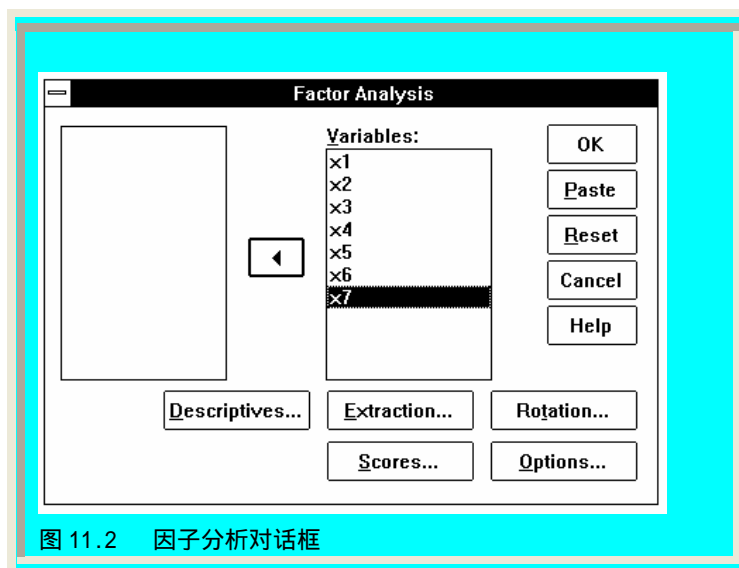 Factor Analysis
Variables:
x1
x2
x3
x4
x5
x6
x7
OK
Paste
Reset
Cancel
Help
Descriptives...
Extraction...
Rotation...
Scores...
Options...
图 11.2 因子分析对话框